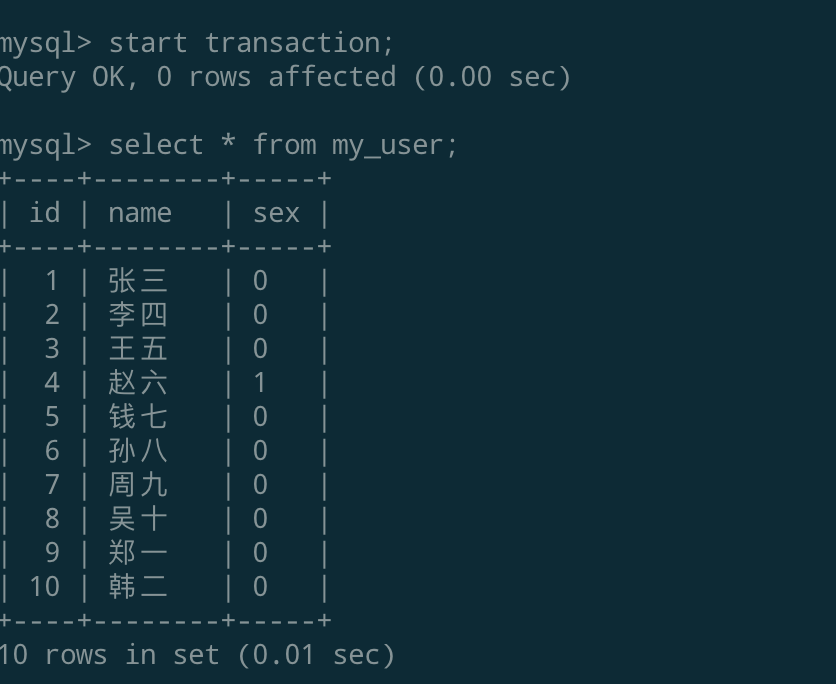 mysql> start transaction;
Query OK, 0 rows affected (0.00 sec)
mysql> select * from my_user;
+----+--------+-----+
| id | name   | sex |
+----+--------+-----+
|  1 | 张三   | 0   |
|  2 | 李四   | 0   |
|  3 | 王五   | 0   |
|  4 | 赵六   | 1   |
|  5 | 钱七   | 0   |
|  6 | 孙八   | 0   |
|  7 | 周九   | 0   |
|  8 | 吴十   | 0   |
|  9 | 郑一   | 0   |
| 10 | 韩二   | 0   |
+----+--------+-----+
10 rows in set (0.01 sec)